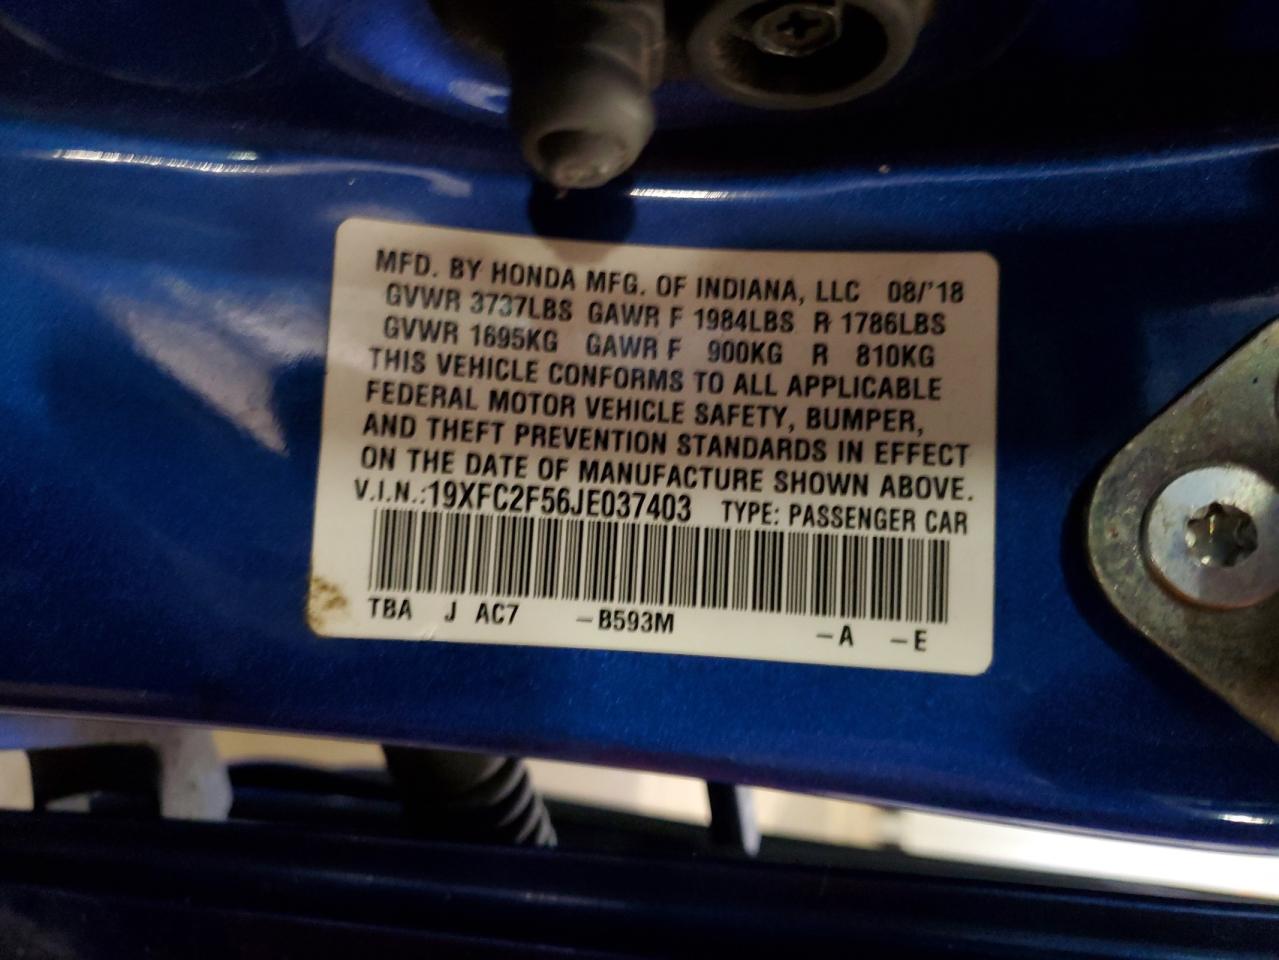 MFD. BY HONDA MFG. OF INDIANA, LLC 08/'18
GVWR 3737LBS GAWR F 1984LBS R 1786LBS
GVWR 1695KG GAWR F 900KG R 810KG
THIS VEHICLE CONFORMS TO ALL APPLICABLE
FEDERAL MOTOR VEHICLE SAFETY, BUMPER,
AND THEFT PREVENTION STANDARDS IN EFFECT
ON THE DATE OF MANUFACTURE SHOWN ABOVE.
V.I.N.:19XFC2F56JE037403 TYPE: PASSENGER CAR
TBA J AC7 -B593M -A -E